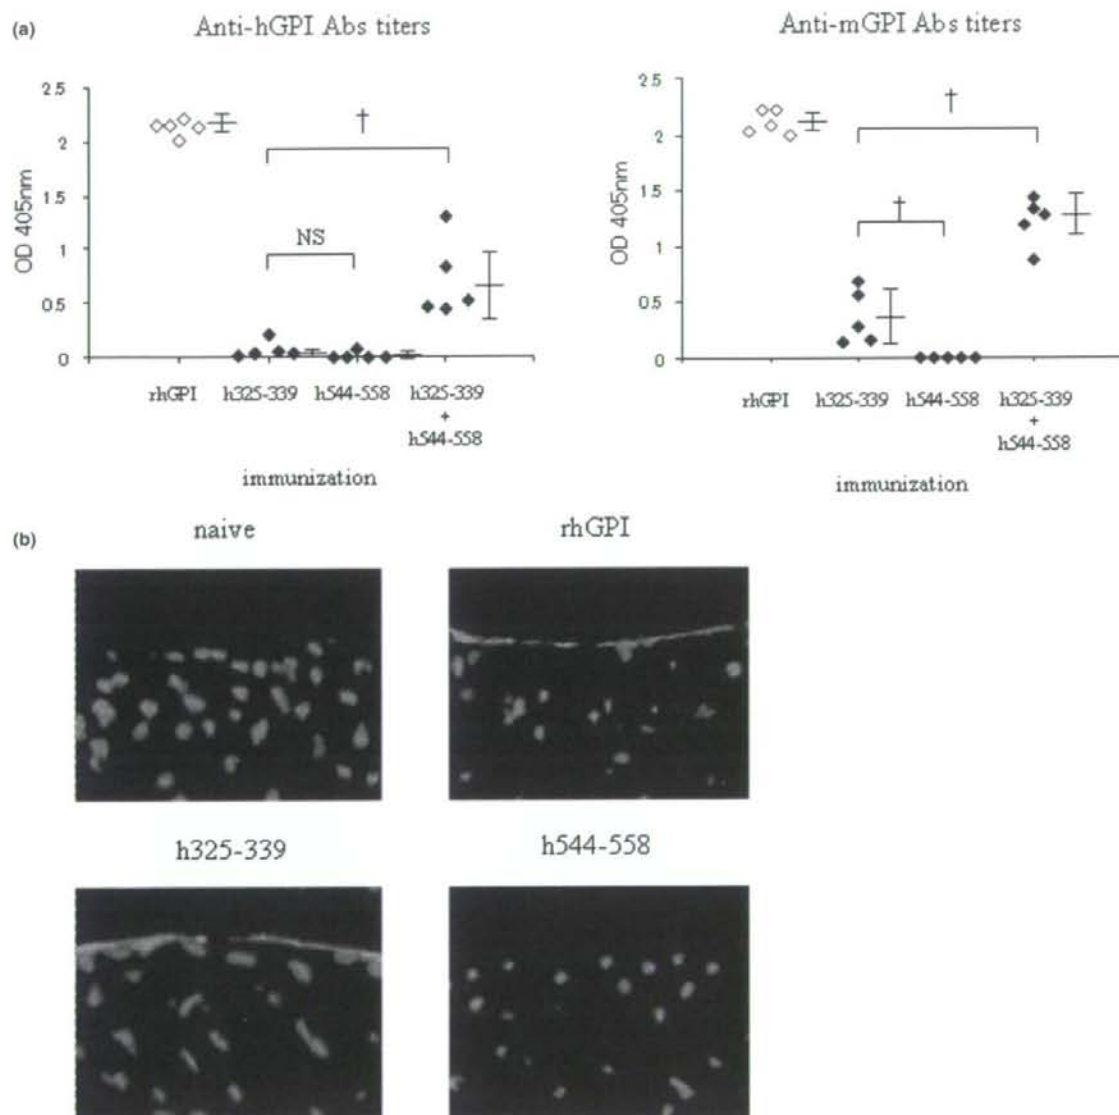 (a)
Anti-hGPI Abs titers
OD 405nm
2.5
2
1.5
1
0.5
0
†
NS
rhGPI h325-339 h544-558 h325-339
+
h544-558
immunization
Anti-mGPI Abs titers
OD 405nm
2.5
2
1.5
1
0.5
0
†
†
rhGPI h325-339 h544-558 h325-339
+
h544-558
immunization
(b)
naive
rhGPI
h325-339
h544-558